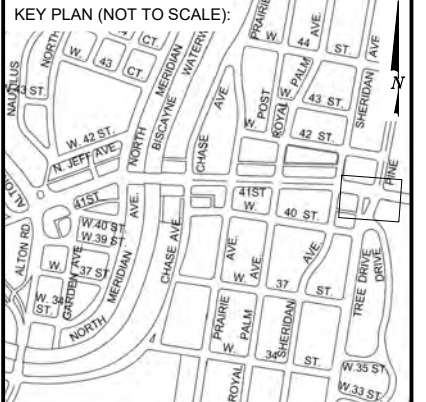 KEY PLAN (NOT TO SCALE):
PRAIRIE
AVE
44
W.
ST.
AVE
NORTH
44
CT.
W.
43
CT.
MERIDIAN
WATERW
N
PALM
W.
43 ST.
SHERIDAN
NAUTILUS
W. 43 ST.
W. 42 ST.
N. JEFF AVE.
NORTH
BISCAYNE
CHASE
AVE
POST
W.
ROYAL
42 ST.
PINE
ALTON
41ST
41ST
W.
40 ST.
W.40 ST.
W.39 ST.
AVE.
MERIDIAN
CHASE AVE.
ALTON RD
GARDEN AVE
W.
37 ST
AVE.
W.
AVE.
37
ST.
AVE.
TREE DRIVE
DRIVE
W. 34
ST.
NORTH
PRAIRIE
W.
PALM
ROYAL
34
SHERIDAN
ST.
W.35 ST
W.33 ST.